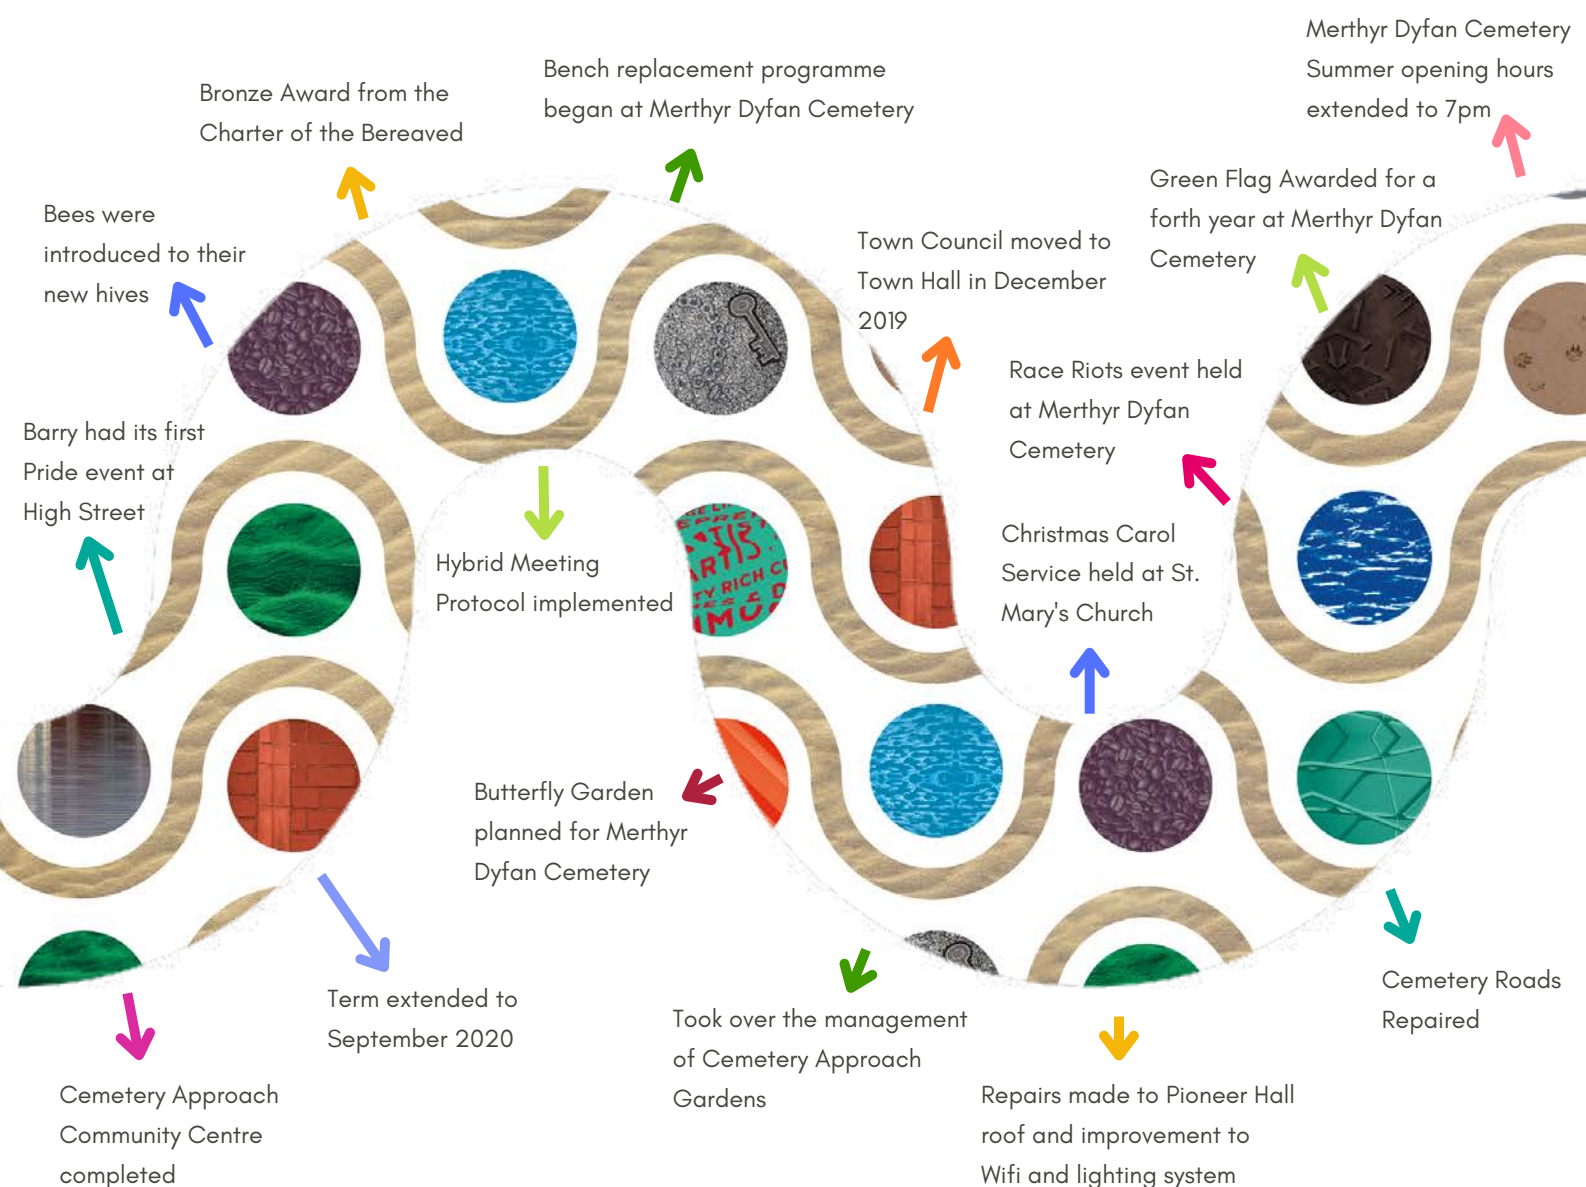 Merthyr Dyfan Cemetery
Summer opening hours
extended to 7pm
Bench replacement programme
began at Merthyr Dyfan Cemetery
Bronze Award from the
Charter of the Bereaved
Green Flag Awarded for a
forth year at Merthyr Dyfan
Cemetery
Bees were
introduced to their
new hives
Town Council moved to
Town Hall in December
2019
Race Riots event held
at Merthyr Dyfan
Cemetery
Barry had its first
Pride event at
High Street
Christmas Carol
Service held at St.
Mary's Church
Hybrid Meeting
Protocol implemented
TY RICH
Butterfly Garden
planned for Merthyr
Dyfan Cemetery
Cemetery Roads
Repaired
Term extended to
September 2020
Took over the management
of Cemetery Approach
Gardens
Cemetery Approach
Community Centre
completed
Repairs made to Pioneer Hall
roof and improvement to
Wifi and lighting system